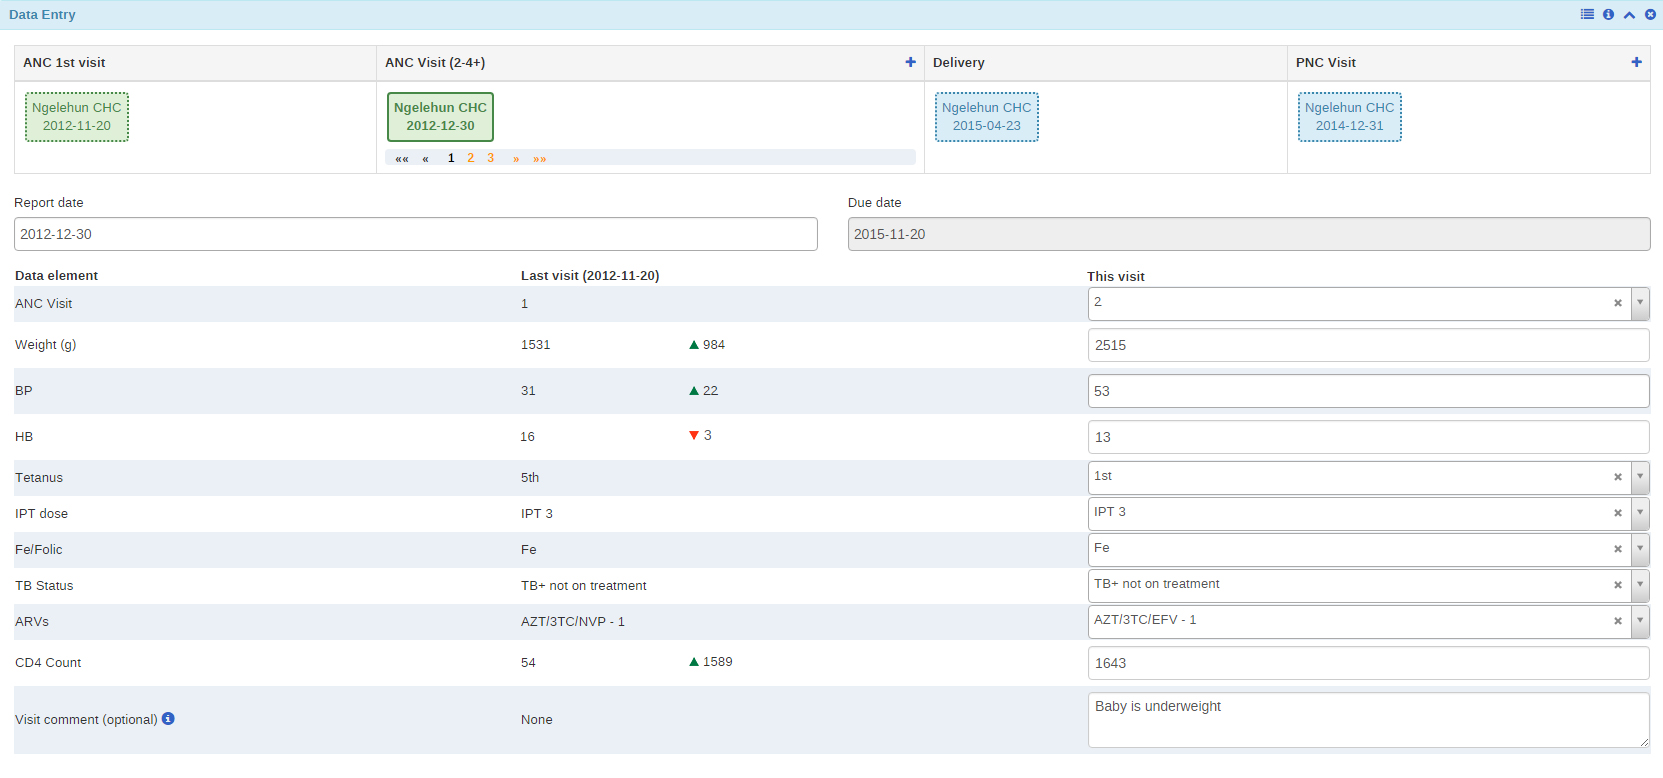 Data Entry
ANC 1st visit ANC Visit (2-4+) Delivery PNC Visit
Ngelehun CHC Ngelehun CHC Ngelehun CHC Ngelehun CHC
2012-11-20 2012-12-30 2015-04-23 2014-12-31
«« « 1 2 3 » »»
Report date Due date
2012-12-30 2015-11-20
Data element Last visit (2012-11-20) This visit
ANC Visit 1 2
Weight (g) 1531 984 2515
BP 31 22 53
HB 16 3 13
Tetanus 5th 1st
IPT dose IPT 3 IPT 3
Fe/Folic Fe Fe
TB Status TB+ not on treatment TB+ not on treatment
ARVs AZT/3TC/NVP - 1 AZT/3TC/EFV - 1
CD4 Count 54 1589 1643
Visit comment (optional) None Baby is underweight